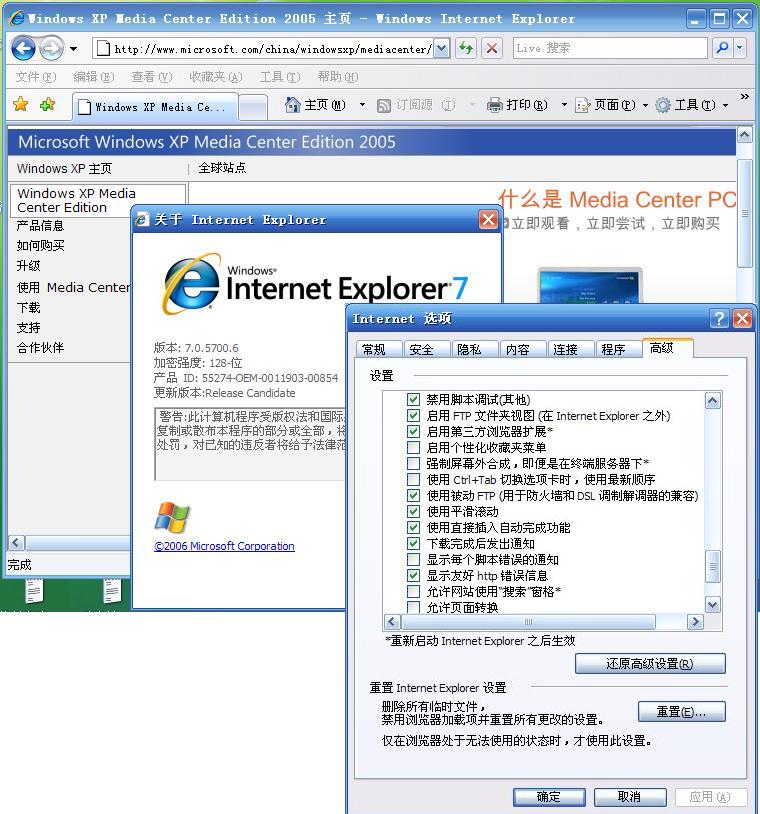 Windows XP Media Center Edition 2005 主页 - Windows Internet Explorer
http://www.microsoft.com/china/windowsxp/mediacenter/
Live 搜索
文件(F) 编辑(E) 查看(V) 收藏夹(A) 工具(T) 帮助(H)
Windows XP Media Ce...
主页(M)
订阅源(J)
打印(R)
页面(P)
工具(T)
»
Microsoft Windows XP Media Center Edition 2005
Windows XP 主页 | 全球站点
Windows XP Media
Center Edition
产品信息
如何购买
升级
使用 Media Center
下载
支持
合作伙伴
什么是 Media Center PC
立即观看，立即尝试，立即购买
完成
关于 Internet Explorer
Windows®
Internet Explorer 7
版本: 7.0.5700.6
加密强度: 128-位
产品 ID: 55274-OEM-0011903-00854
更新版本:Release Candidate
警告:此计算机程序受版权法和国际
复制或散布本程序的部分或全部，将
处罚，对已知的违反者将给予法律范
©2006 Microsoft Corporation
Internet 选项
常规 安全 隐私 内容 连接 程序 高级
设置
禁用脚本调试(其他)
启用 FTP 文件夹视图 (在 Internet Explorer 之外)
启用第三方浏览器扩展*
启用个性化收藏夹菜单
强制屏幕外合成，即便是在终端服务器下*
使用 Ctrl+Tab 切换选项卡时，使用最新顺序
使用被动 FTP (用于防火墙和 DSL 调制解调器的兼容)
使用平滑滚动
使用直接插入自动完成功能
下载完成后发出通知
显示每个脚本错误的通知
显示友好 http 错误信息
允许网站使用"搜索"窗格*
允许页面转换
*重新启动 Internet Explorer 之后生效
还原高级设置(R)
重置 Internet Explorer 设置
删除所有临时文件，
禁用浏览器加载项并重置所有更改的设置。
重置(E)...
仅在浏览器处于无法使用的状态时，才使用此设置。
确定 取消 应用(A)